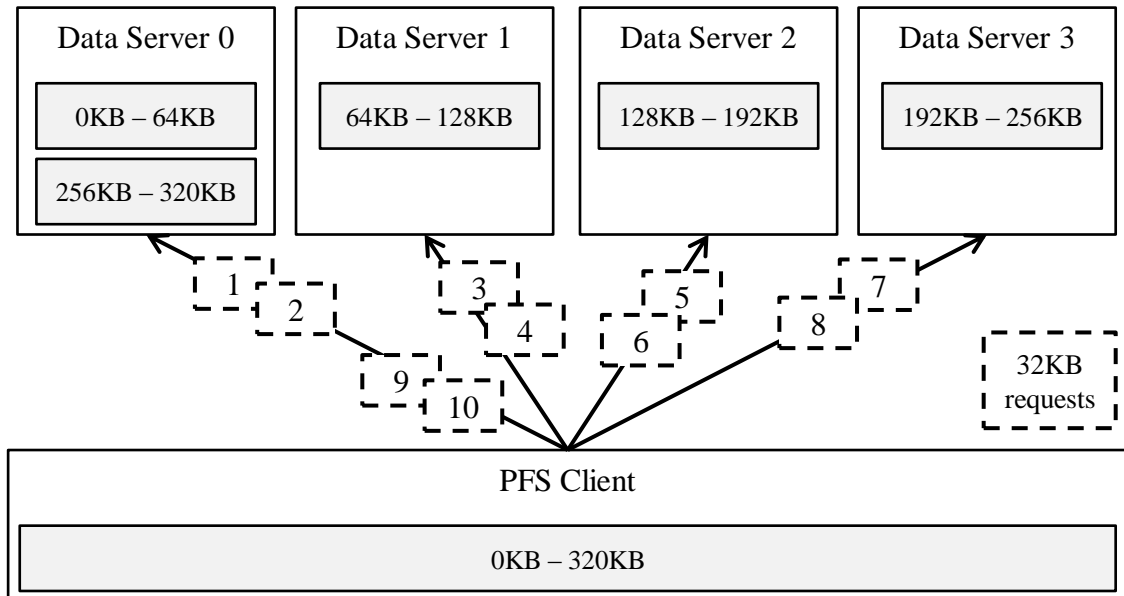 Data Server 0
Data Server 1
Data Server 2
Data Server 3
0KB – 64KB
64KB – 128KB
128KB – 192KB
192KB – 256KB
256KB – 320KB
1
2
3
4
5
6
7
8
9
10
32KB
requests
PFS Client
0KB – 320KB